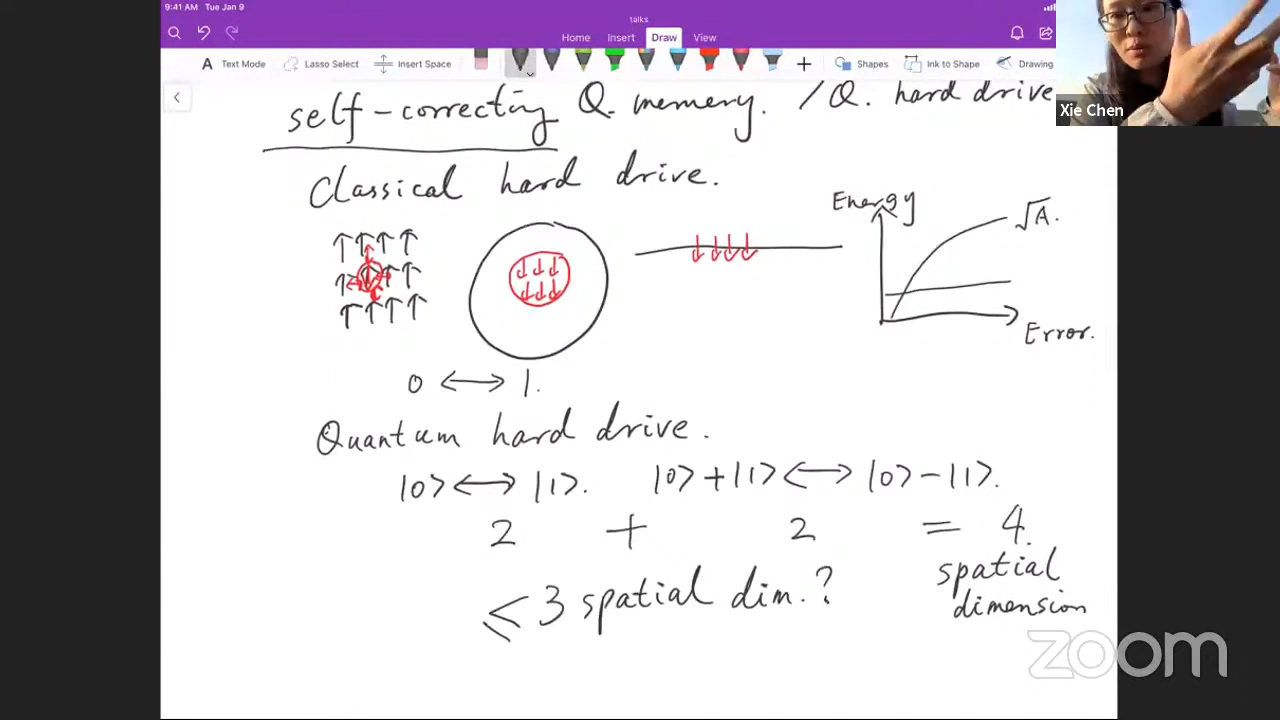 9:41 AM Tue Jan 9
talks
Home Insert Draw View
Text Mode Lasso Select Insert Space Shapes Ink to Shape Drawing
Xie Chen
self-correcting Q. memery. / Q. hard drive
Classical hard drive.
Energy
√A.
Error.
0 ↔ 1.
Quantum hard drive.
|0> ↔ |1>. |0>+|1> ↔ |0>-|1>.
2 + 2 = 4.
spatial
dimension
≤ 3 spatial dim. ?
zoom